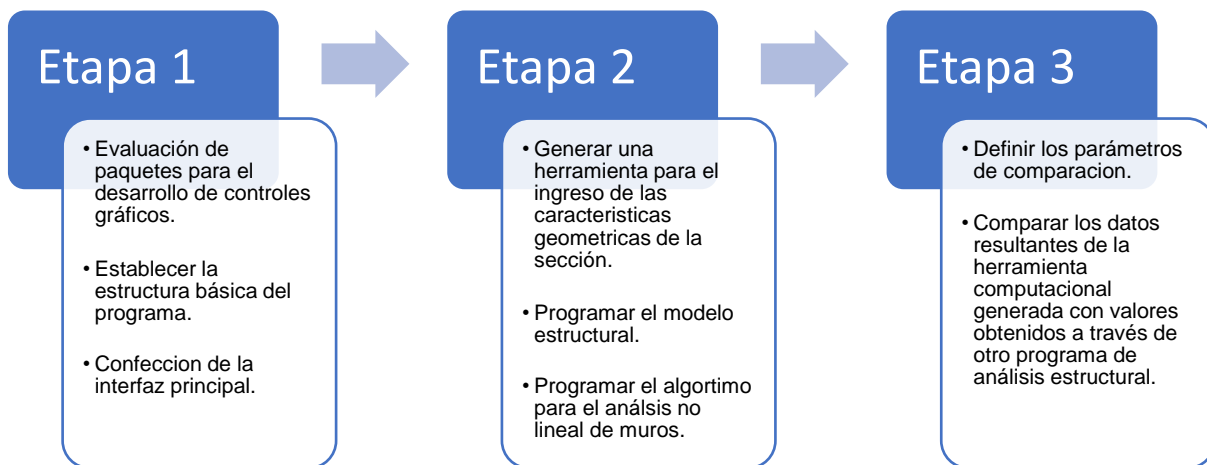 Etapa 1
• Evaluación de
paquetes para el
desarrollo de controles
gráficos.
• Establecer la
estructura básica del
programa.
• Confeccion de la
interfaz principal.
Etapa 2
• Generar una
herramienta para el
ingreso de las
caracteristicas
geometricas de la
sección.
• Programar el modelo
estructural.
• Programar el algortimo
para el análsis no
lineal de muros.
Etapa 3
• Definir los parámetros
de comparacion.
• Comparar los datos
resultantes de la
herramienta
computacional
generada con valores
obtenidos a través de
otro programa de
análisis estructural.